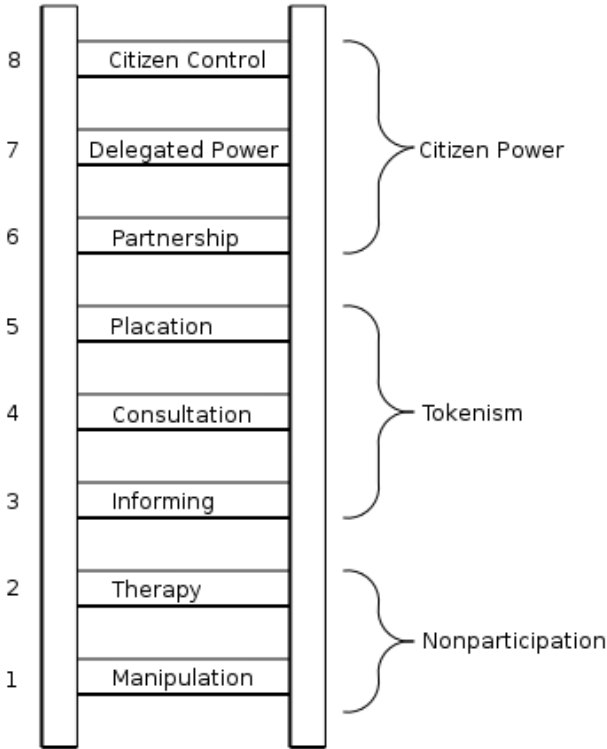 8 Citizen Control
7 Delegated Power
Citizen Power
6 Partnership
5 Placation
4 Consultation
Tokenism
3 Informing
2 Therapy
Nonparticipation
1 Manipulation